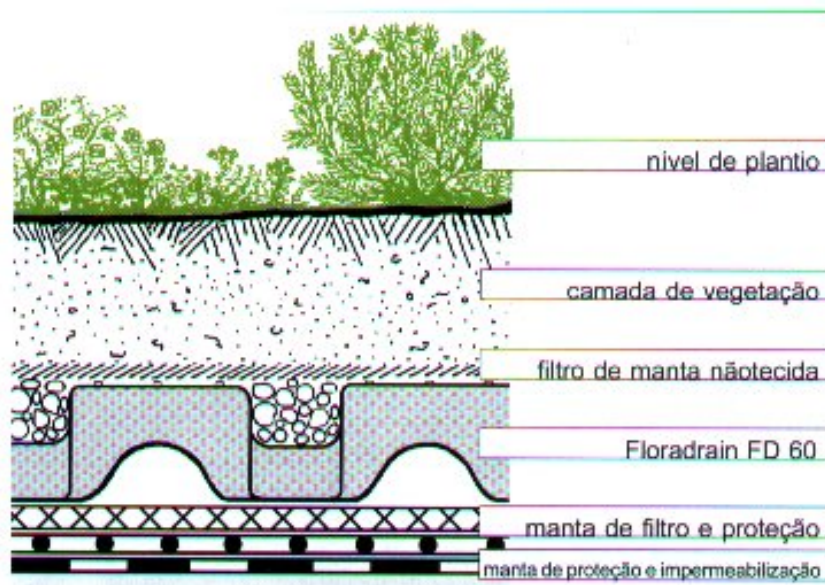 nivel de plantio
camada de vegetação
filtro de manta nãotecida
Floradrain FD 60
manta de filtro e proteção
manta de proteção e impermeabilização